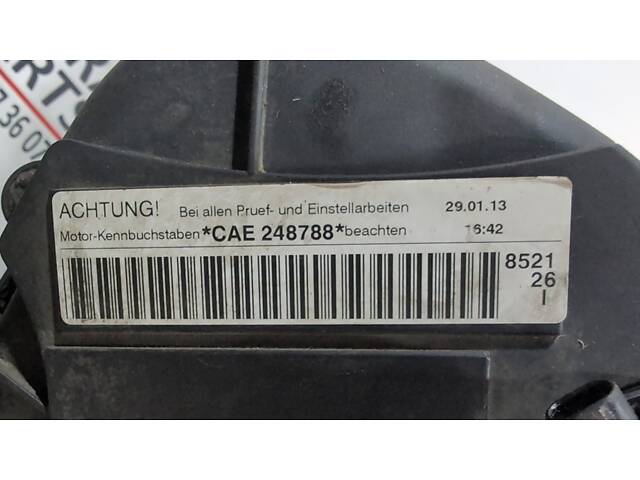 ACHTUNG! Bei allen Pruef- und Einstellarbeiten 29.01.13
Motor-Kennbuchstaben *CAE 248788* beachten 16:42
8521
26
I